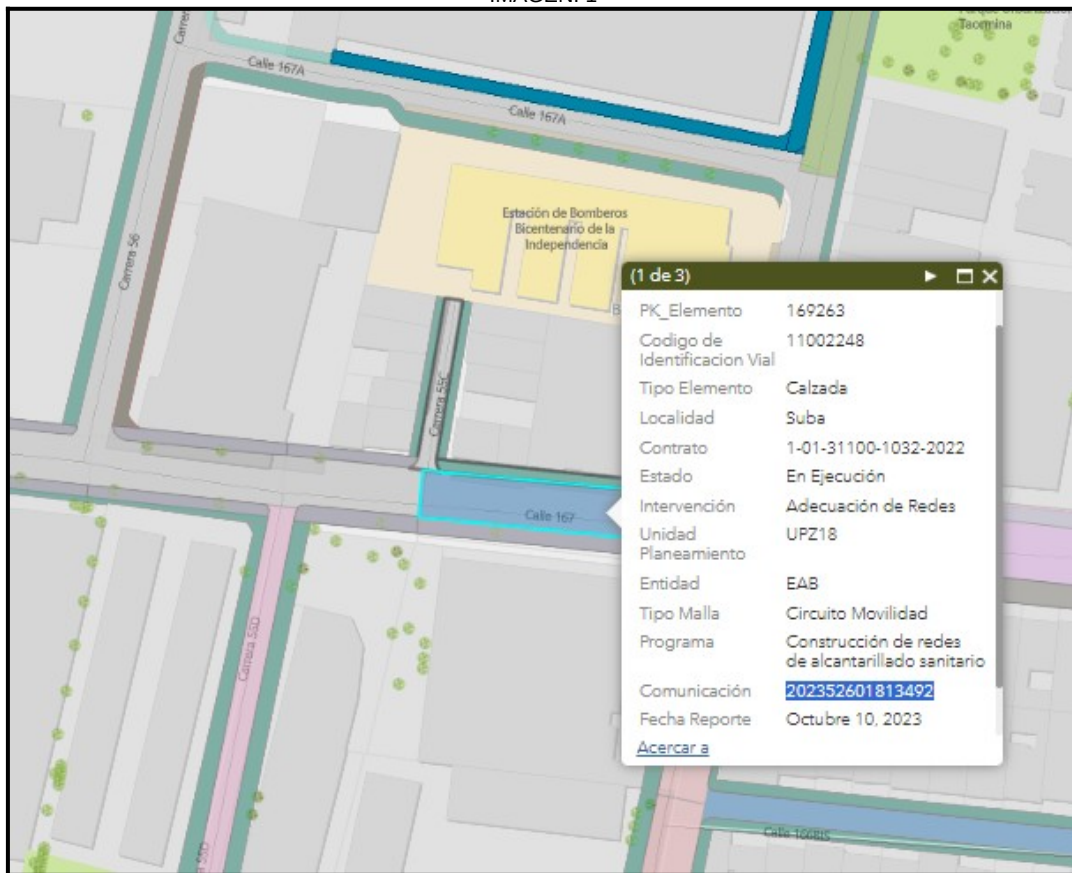 IMAGEN. 1
Taormina
Calle 167A
Calle 167A
Estación de Bomberos
Bicentenario de la
Independencia
Carrera 56
(1 de 3)
PK_Elemento 169263
Codigo de
Identificacion Vial 11002248
Tipo Elemento Calzada
Localidad Suba
Contrato 1-01-31100-1032-2022
Estado En Ejecución
Intervención Adecuación de Redes
Unidad
Planeamiento UPZ18
Entidad EAB
Tipo Malla Circuito Movilidad
Programa Construcción de redes
de alcantarillado sanitario
Comunicación 202352601813492
Fecha Reporte Octubre 10, 2023
Acercar a
Carrera 55C
Calle 167
Carrera 55D
Calle 166BIS